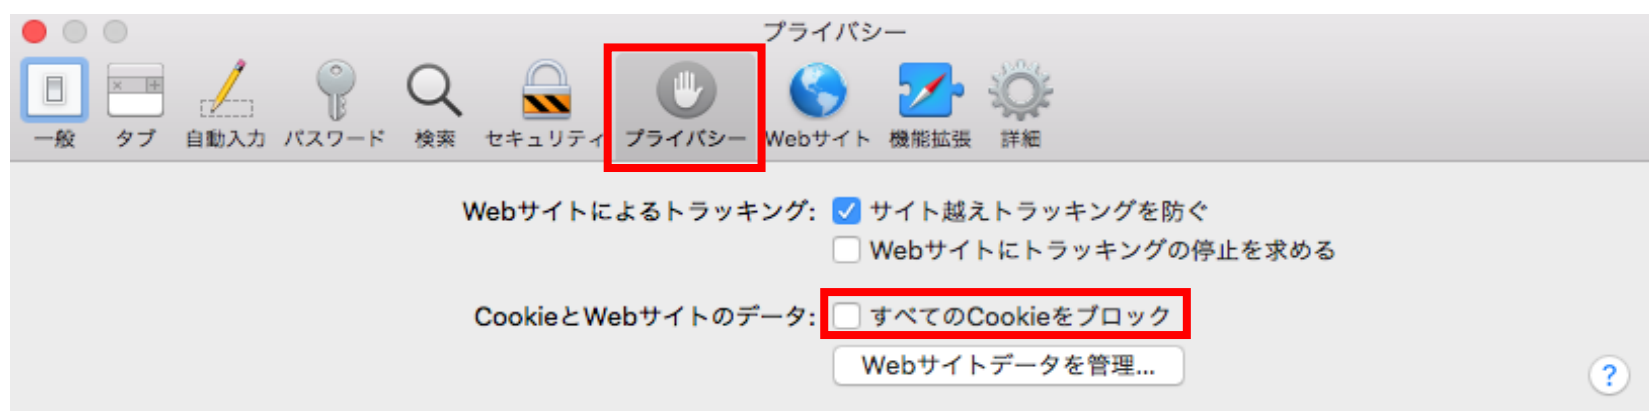 プライバシー
一般 タブ 自動入力 パスワード 検索 セキュリティ プライバシー Webサイト 機能拡張 詳細
Webサイトによるトラッキング: サイト越えトラッキングを防ぐ
Webサイトにトラッキングの停止を求める
CookieとWebサイトのデータ: すべてのCookieをブロック
Webサイトデータを管理...
?